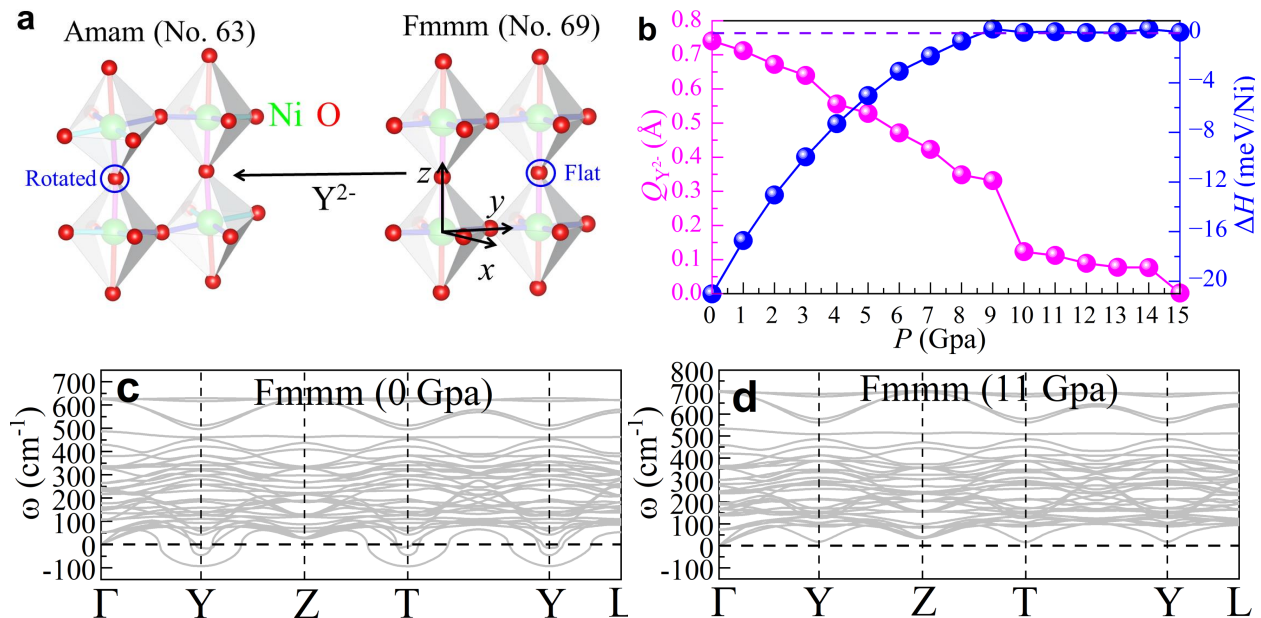 a
Amam (No. 63)
Fmmm (No. 69)
Ni O
Rotated
Flat
Y2-
z
y
x
b
0.8
0.7
0.6
0.5
0.4
0.3
0.2
0.1
0.0
QY2- (Å)
0
−4
−8
−12
−16
−20
ΔH (meV/Ni)
0 1 2 3 4 5 6 7 8 9 10 11 12 13 14 15
P (Gpa)
c
Fmmm (0 Gpa)
700
600
500
400
300
200
100
0
-100
ω (cm-1)
Γ Y Z T Y L
d
Fmmm (11 Gpa)
800
700
600
500
400
300
200
100
0
-100
ω (cm-1)
Γ Y Z T Y L